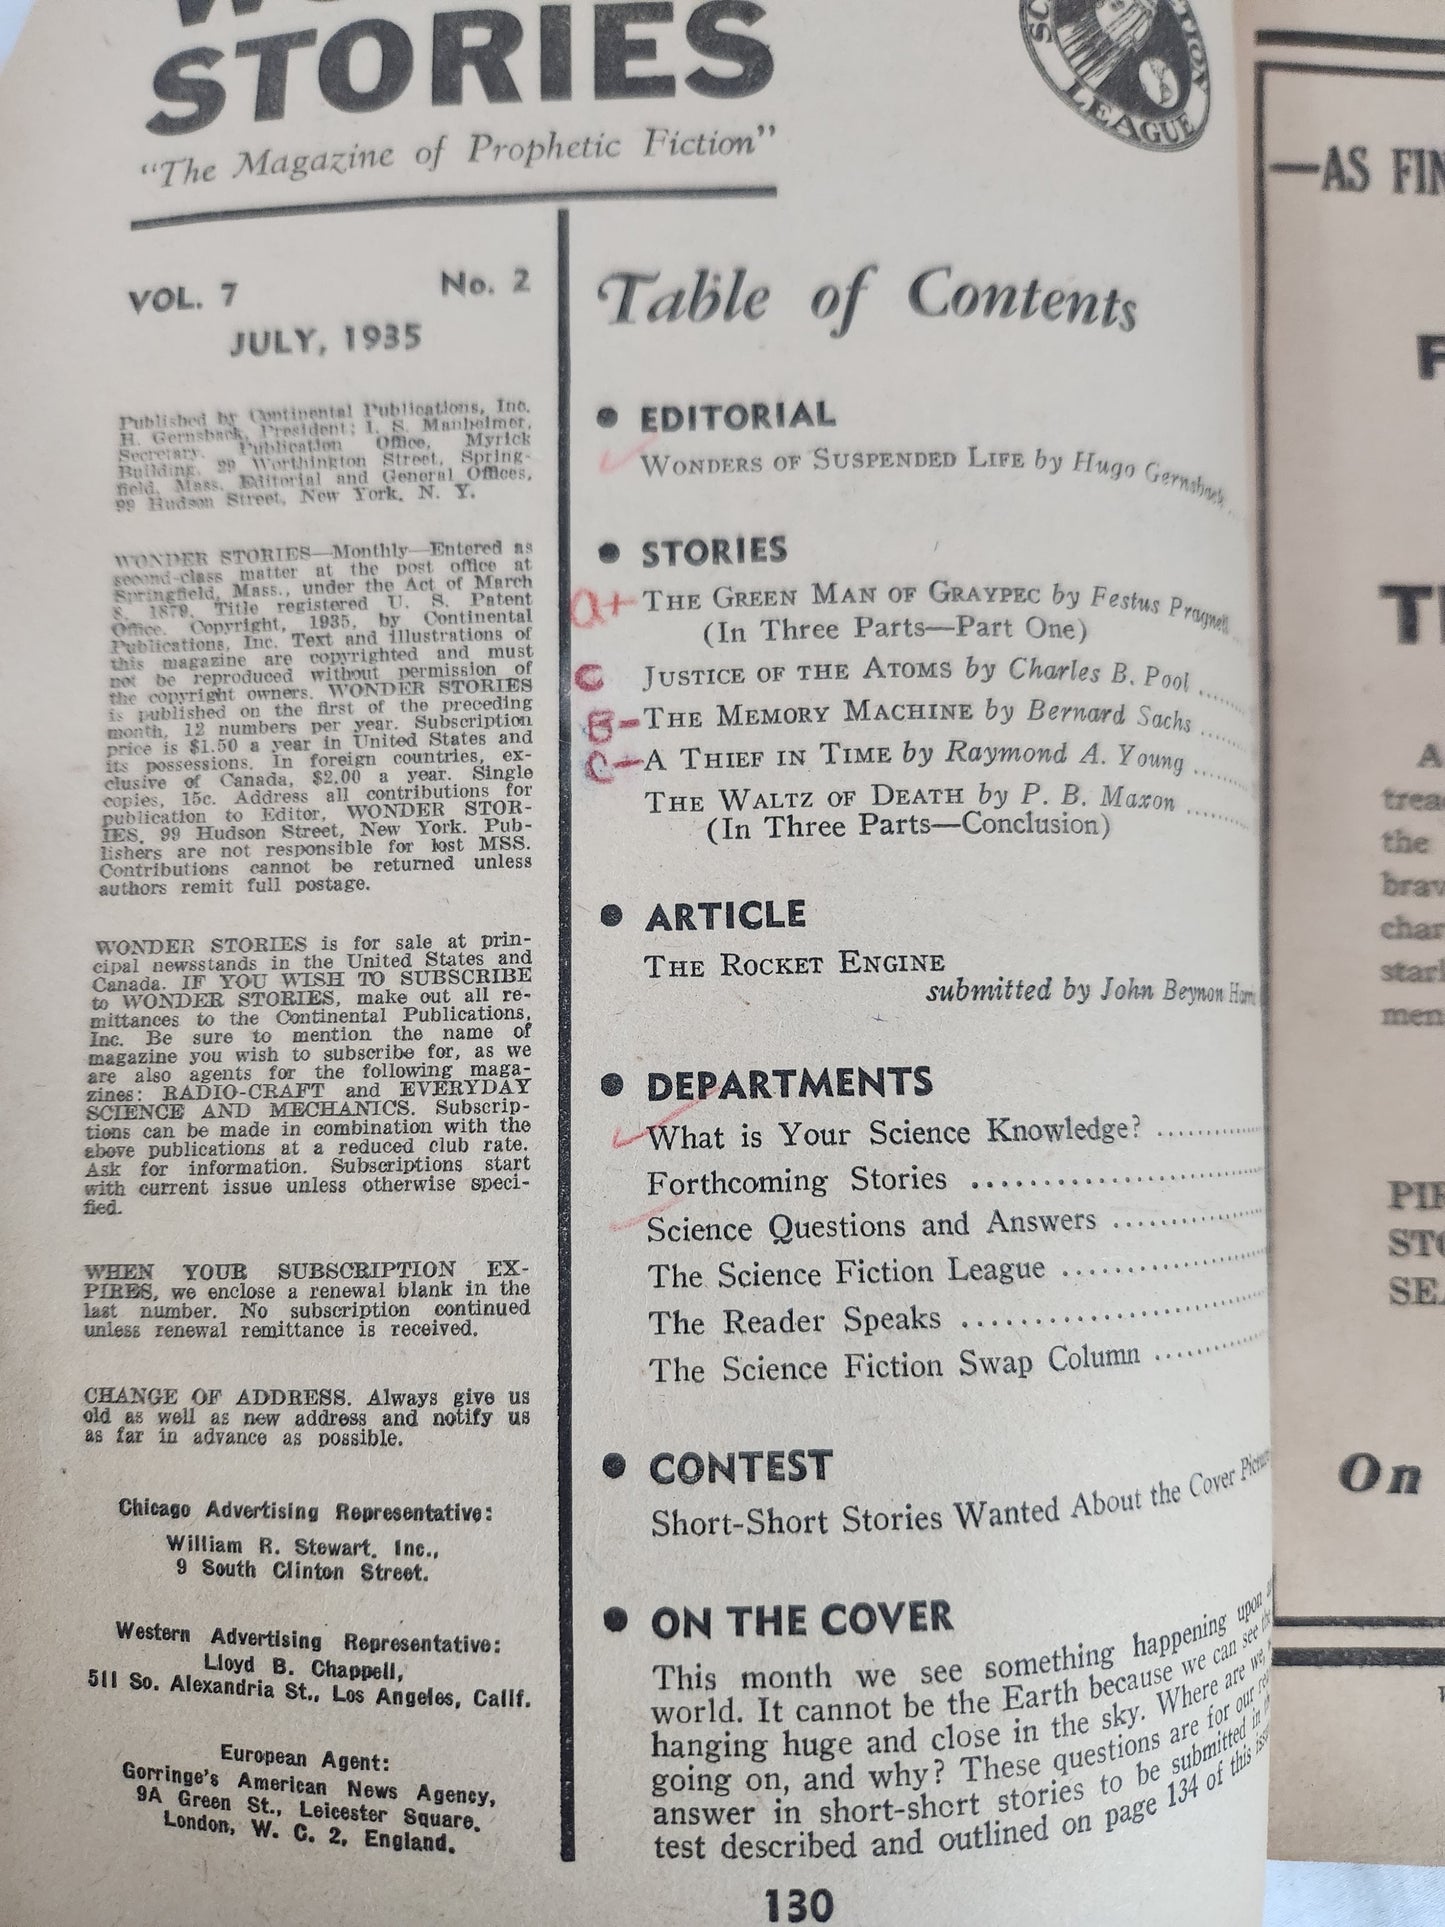 STORIES
"The Magazine of Prophetic Fiction"
LEAGUE
VOL. 7 No. 2
JULY, 1935
Published by Continental Publications, Inc.
H. Gernsback, President; I. S. Manheimer,
Secretary. Publication Office, Myrick
Building, 29 Worthington Street, Spring-
field, Mass. Editorial and General Offices,
99 Hudson Street, New York, N. Y.
WONDER STORIES—Monthly—Entered as
second-class matter at the post office at
Springfield, Mass., under the Act of March
1879. Title registered U. S. Patent
Office. Copyright, 1935, by Continental
Publications, Inc. Text and illustrations of
this magazine are copyrighted and must
not be reproduced without permission of
the copyright owners. WONDER STORIES
is published on the first of the preceding
month, 12 numbers per year. Subscription
price is $1.50 a year in United States and
its possessions. In foreign countries, ex-
clusive of Canada, $2.00 a year. Single
copies, 15c. Address all contributions for
publication to Editor, WONDER STOR-
IES, 99 Hudson Street, New York. Pub-
lishers are not responsible for lost MSS.
Contributions cannot be returned unless
authors remit full postage.
WONDER STORIES is for sale at prin-
cipal newsstands in the United States and
Canada. IF YOU WISH TO SUBSCRIBE
to WONDER STORIES, make out all re-
mittances to the Continental Publications,
Inc. Be sure to mention the name of
magazine you wish to subscribe for, as we
are also agents for the following maga-
zines: RADIO-CRAFT and EVERYDAY
SCIENCE AND MECHANICS. Subscrip-
tions can be made in combination with the
above publications at a reduced club rate.
Ask for information. Subscriptions start
with current issue unless otherwise speci-
fied.
WHEN YOUR SUBSCRIPTION EX-
PIRES, we enclose a renewal blank in the
last number. No subscription continued
unless renewal remittance is received.
CHANGE OF ADDRESS. Always give us
old as well as new address and notify us
as far in advance as possible.
Chicago Advertising Representative:
William R. Stewart, Inc.,
9 South Clinton Street.
Western Advertising Representative:
Lloyd B. Chappell,
511 So. Alexandria St., Los Angeles, Calif.
European Agent:
Gorringe's American News Agency,
9A Green St., Leicester Square.
London, W. C. 2, England.
Table of Contents
• EDITORIAL
WONDERS OF SUSPENDED LIFE by Hugo Gernsback
• STORIES
a+ THE GREEN MAN OF GRAYPEC by Festus Pragnell
(In Three Parts—Part One)
C JUSTICE OF THE ATOMS by Charles B. Pool
B- THE MEMORY MACHINE by Bernard Sachs
C- A THIEF IN TIME by Raymond A. Young
THE WALTZ OF DEATH by P. B. Maxon
(In Three Parts—Conclusion)
• ARTICLE
THE ROCKET ENGINE
submitted by John Beynon
• DEPARTMENTS
What is Your Science Knowledge?
Forthcoming Stories
Science Questions and Answers
The Science Fiction League
The Reader Speaks
The Science Fiction Swap Column
• CONTEST
Short-Short Stories Wanted About the Cover Picture
• ON THE COVER
This month we see something happening upon
world. It cannot be the Earth because we can see the
hanging huge and close in the sky. Where are we,
going on, and why? These questions are for our
answer in short-short stories to be submitted in
test described and outlined on page 134 of this
130
—AS FIN
F
A
trea
the
brav
char
star
men
On